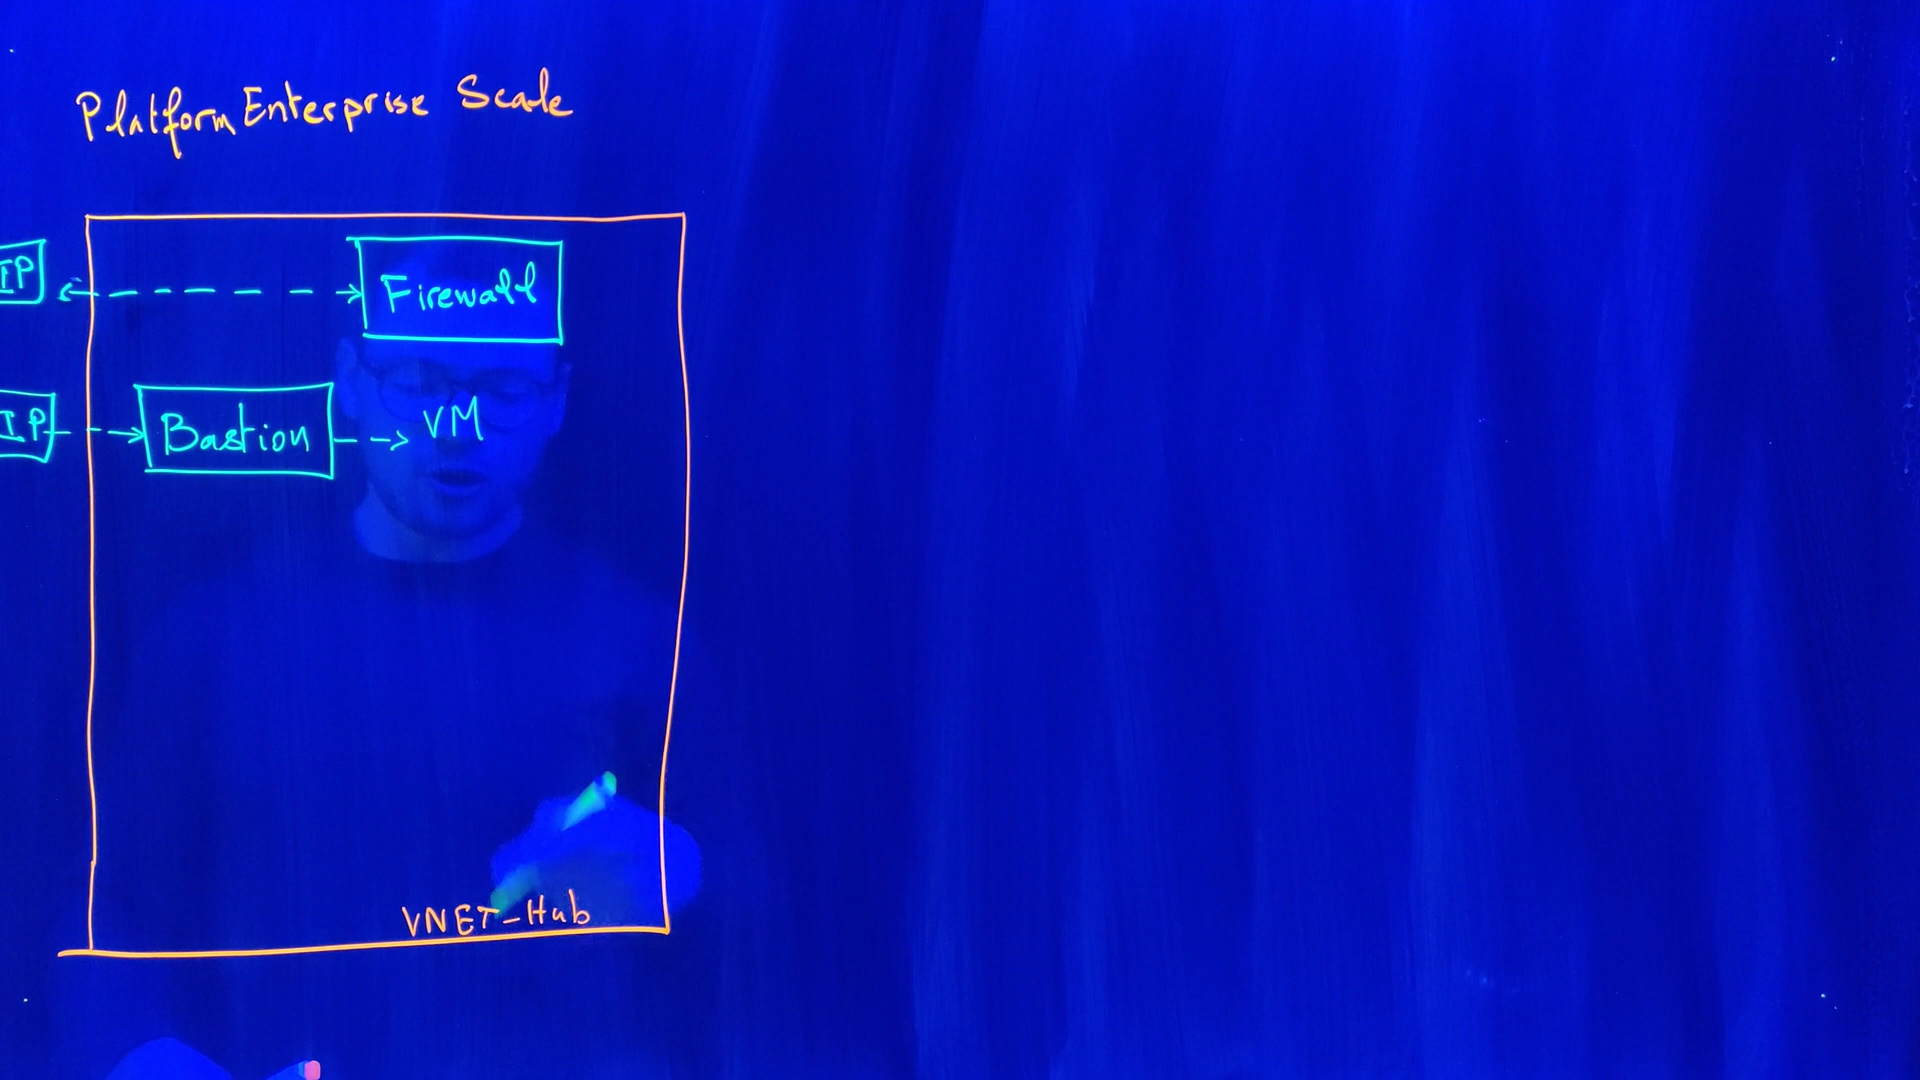 Platform Enterprise Scale
IP
Firewall
IP
Bastion
VM
VNET-Hub